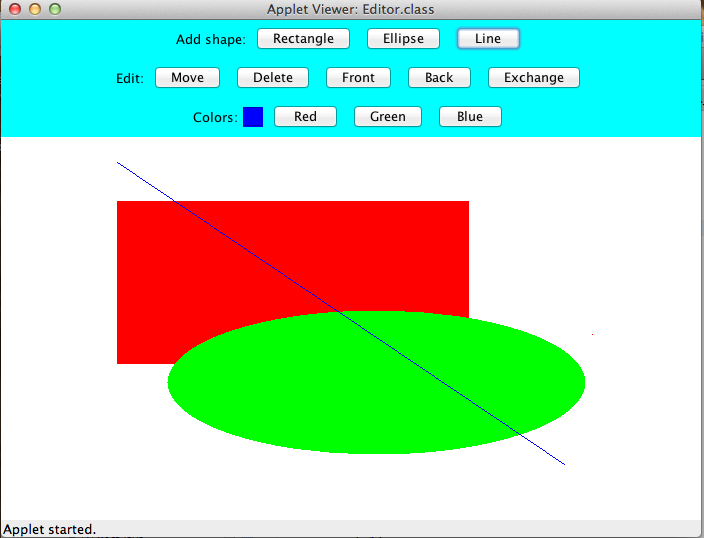 Applet Viewer: Editor.class
Add shape: Rectangle Ellipse Line
Edit: Move Delete Front Back Exchange
Colors: Red Green Blue
Applet started.